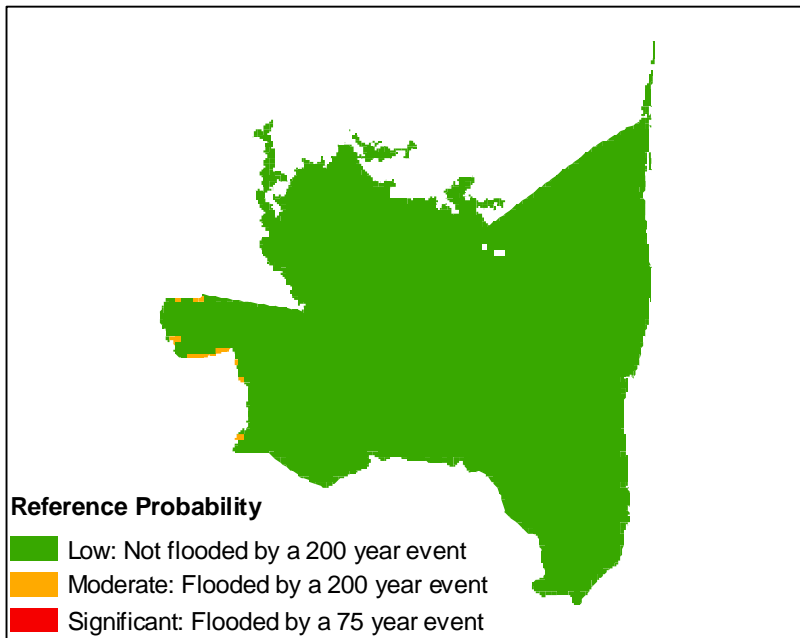 Reference Probability
Low: Not flooded by a 200 year event
Moderate: Flooded by a 200 year event
Significant: Flooded by a 75 year event